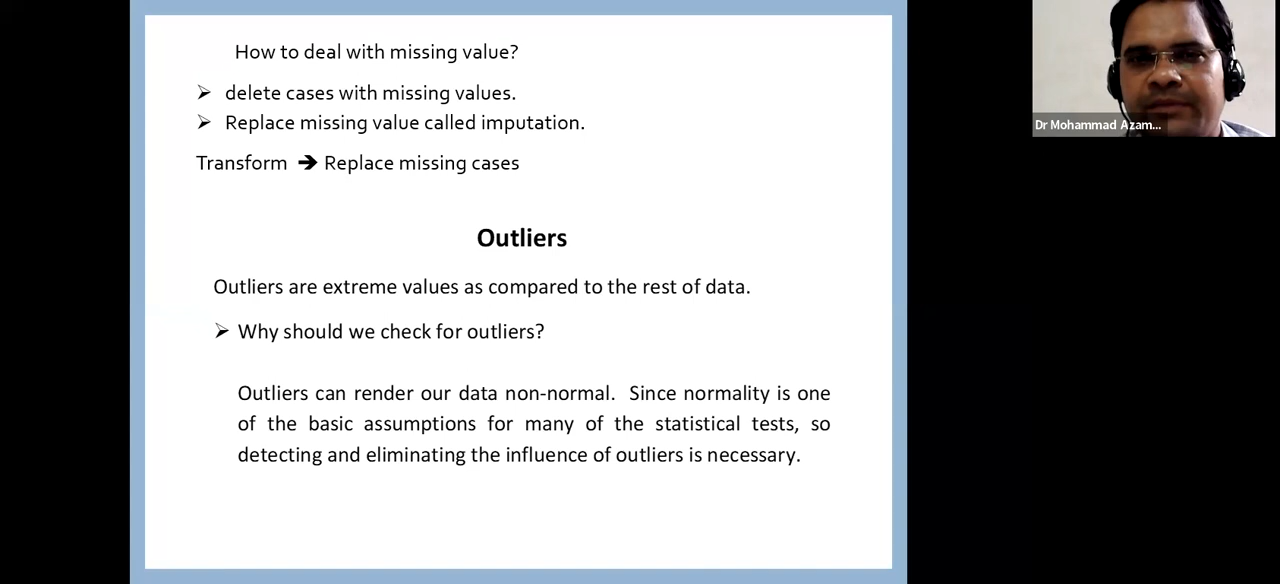 How to deal with missing value?
➢ delete cases with missing values.
➢ Replace missing value called imputation.
Transform ➔ Replace missing cases
Outliers
Outliers are extreme values as compared to the rest of data.
➢ Why should we check for outliers?
Outliers can render our data non-normal. Since normality is one
of the basic assumptions for many of the statistical tests, so
detecting and eliminating the influence of outliers is necessary.
Dr Mohammad Azam...